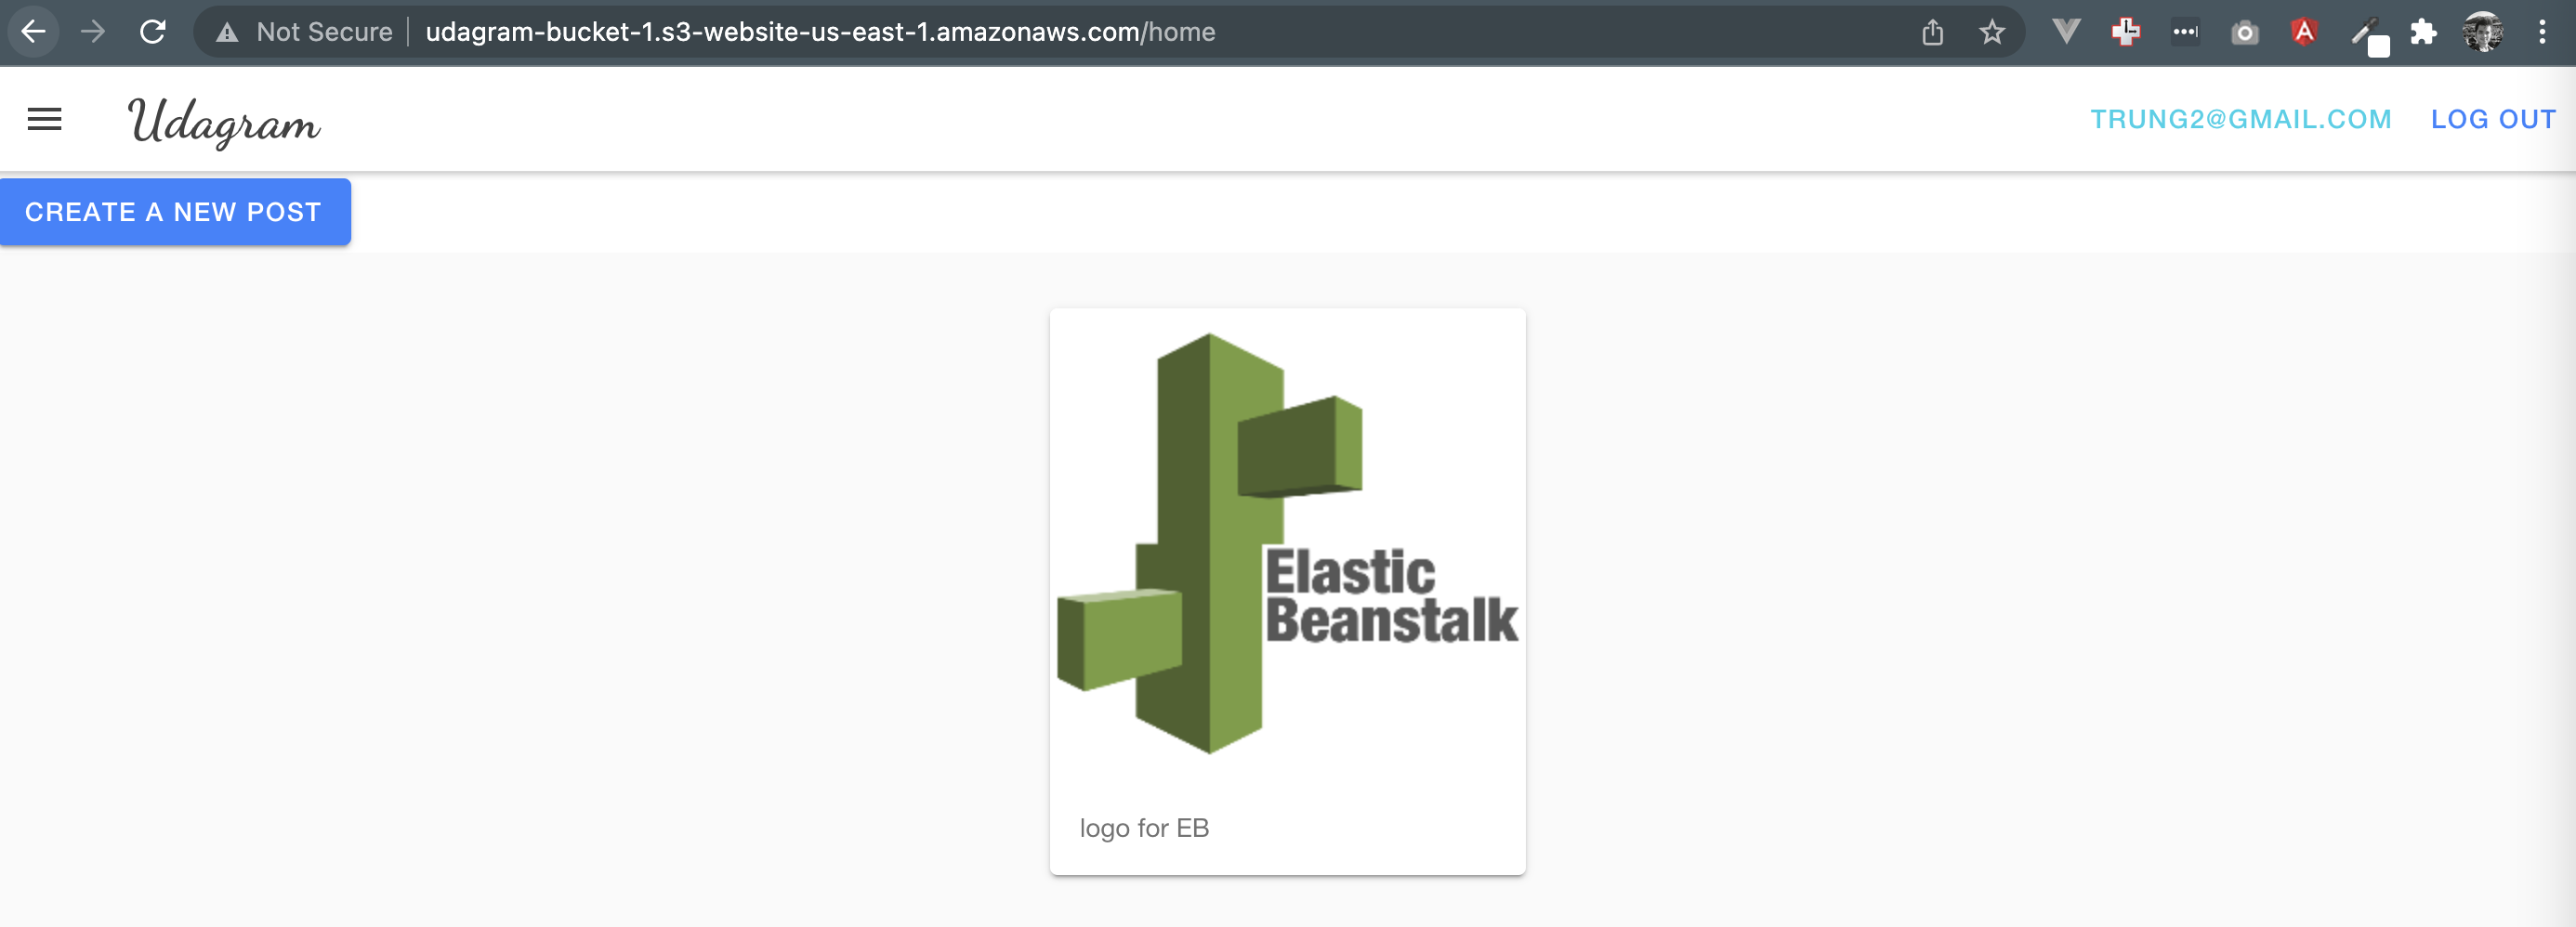 Not Secure udagram-bucket-1.s3-website-us-east-1.amazonaws.com/home
Udagram
TRUNG2@GMAIL.COM LOG OUT
CREATE A NEW POST
Elastic
Beanstalk
logo for EB